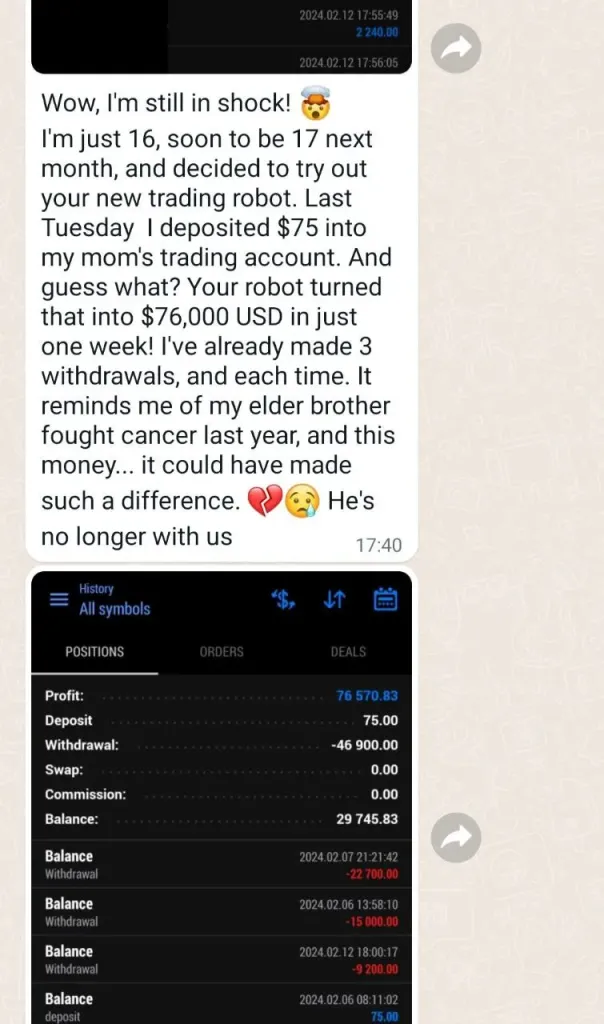 2024.02.12 17:55:49
2 240.00
2024.02.12 17:56:05
Wow, I'm still in shock! 🤯
I'm just 16, soon to be 17 next
month, and decided to try out
your new trading robot. Last
Tuesday I deposited $75 into
my mom's trading account. And
guess what? Your robot turned
that into $76,000 USD in just
one week! I've already made 3
withdrawals, and each time. It
reminds me of my elder brother
fought cancer last year, and this
money... it could have made
such a difference. 💔😢 He's
no longer with us
17:40
History
All symbols
POSITIONS ORDERS DEALS
Profit: 76 570.83
Deposit 75.00
Withdrawal: -46 900.00
Swap: 0.00
Commission: 0.00
Balance: 29 745.83
Balance 2024.02.07 21:21:42
Withdrawal -22 700.00
Balance 2024.02.06 13:58:10
Withdrawal -15 000.00
Balance 2024.02.12 18:00:17
Withdrawal -9 200.00
Balance 2024.02.06 08:11:02
deposit 75.00